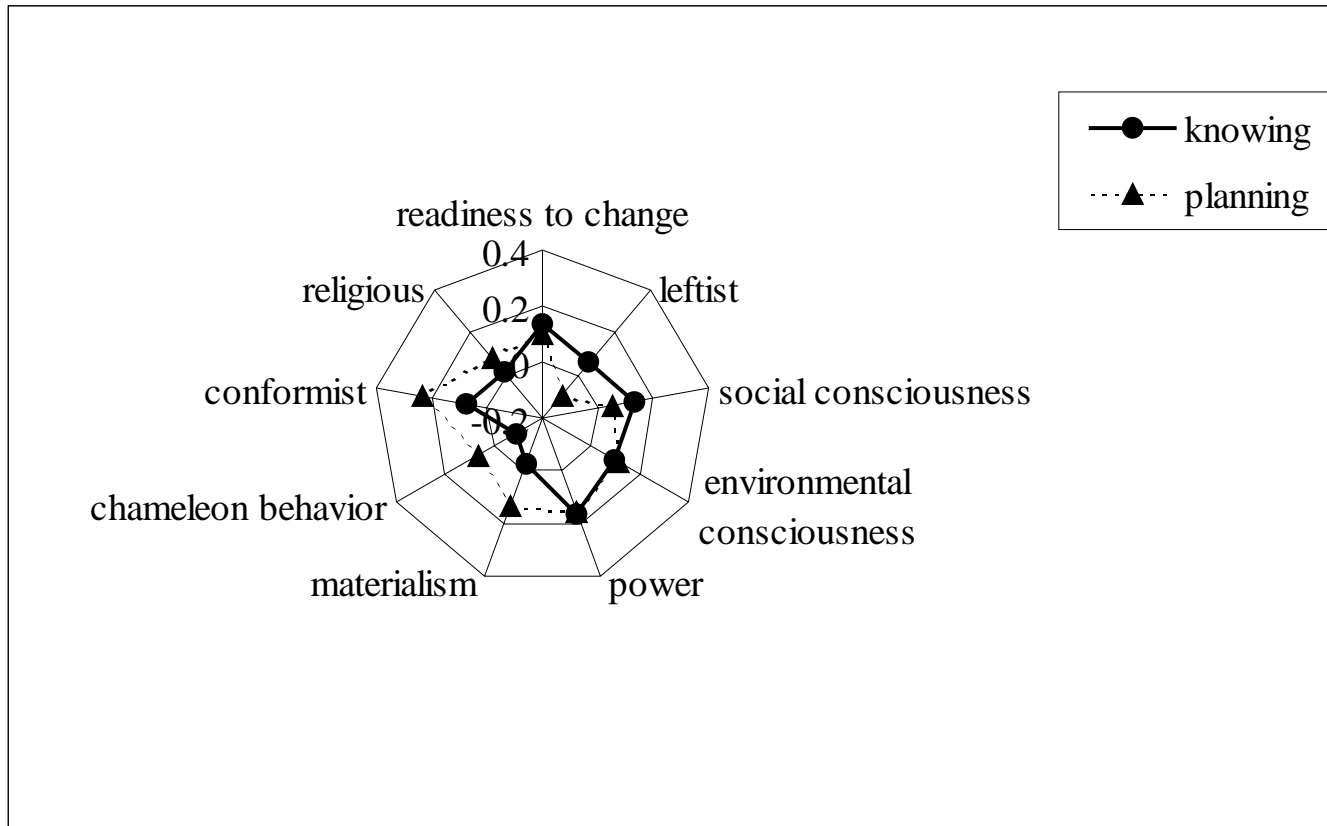 knowing
planning
readiness to change
0.4
religious
leftist
0.2
0
conformist
social consciousness
-0.2
chameleon behavior
environmental
consciousness
materialism
power